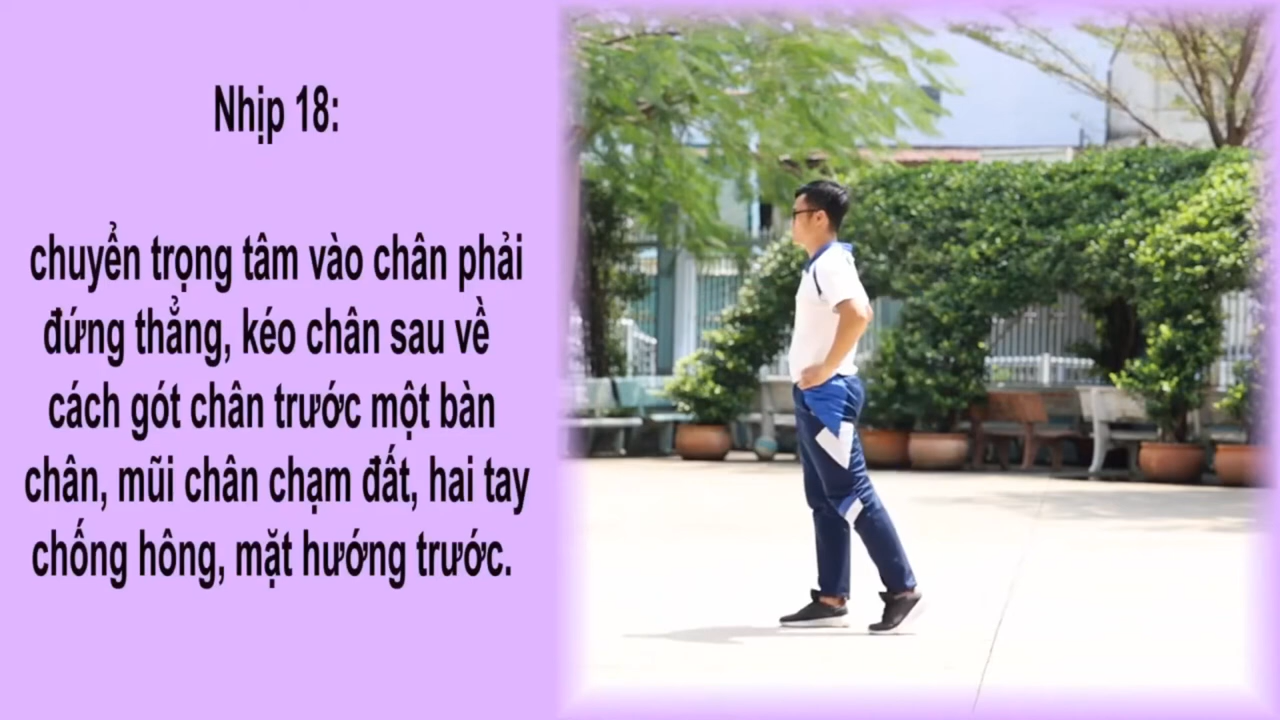 Nhịp 18:
chuyển trọng tâm vào chân phải
đứng thẳng, kéo chân sau về
cách gót chân trước một bàn
chân, mũi chân chạm đất, hai tay
chống hông, mặt hướng trước.